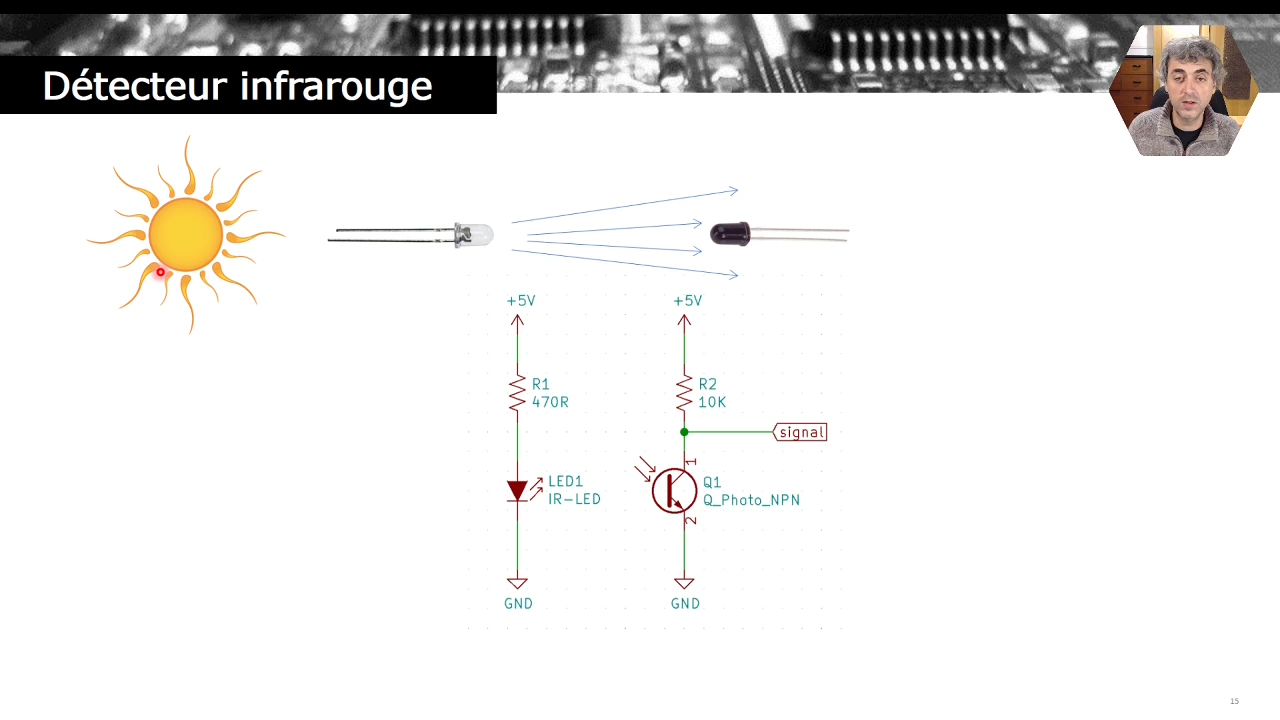 Détecteur infrarouge
+5V
+5V
R1
470R
R2
10K
signal
1
LED1
IR-LED
Q1
Q_Photo_NPN
2
GND
GND
15